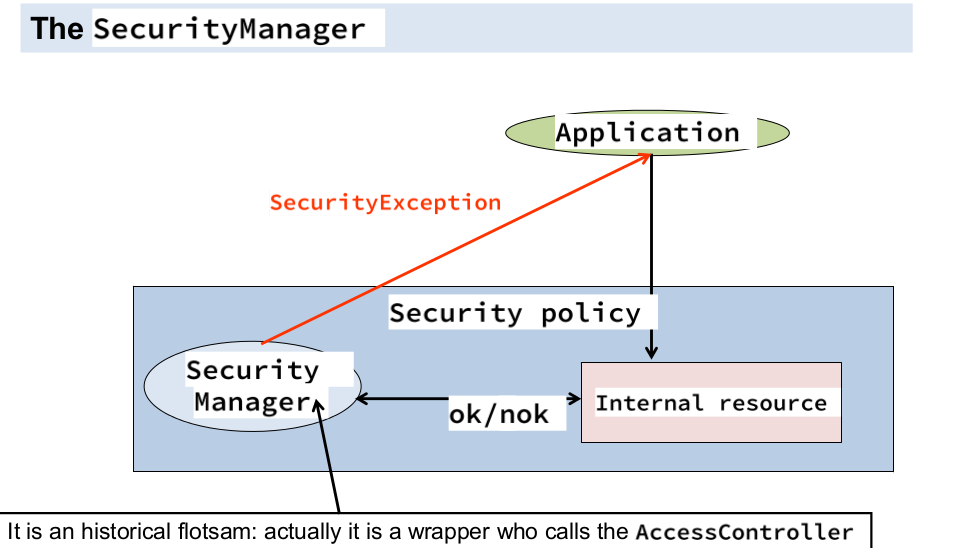 The SecurityManager
Application
SecurityException
Security policy
Security
Manager
ok/nok
Internal resource
It is an historical flotsam: actually it is a wrapper who calls the AccessController